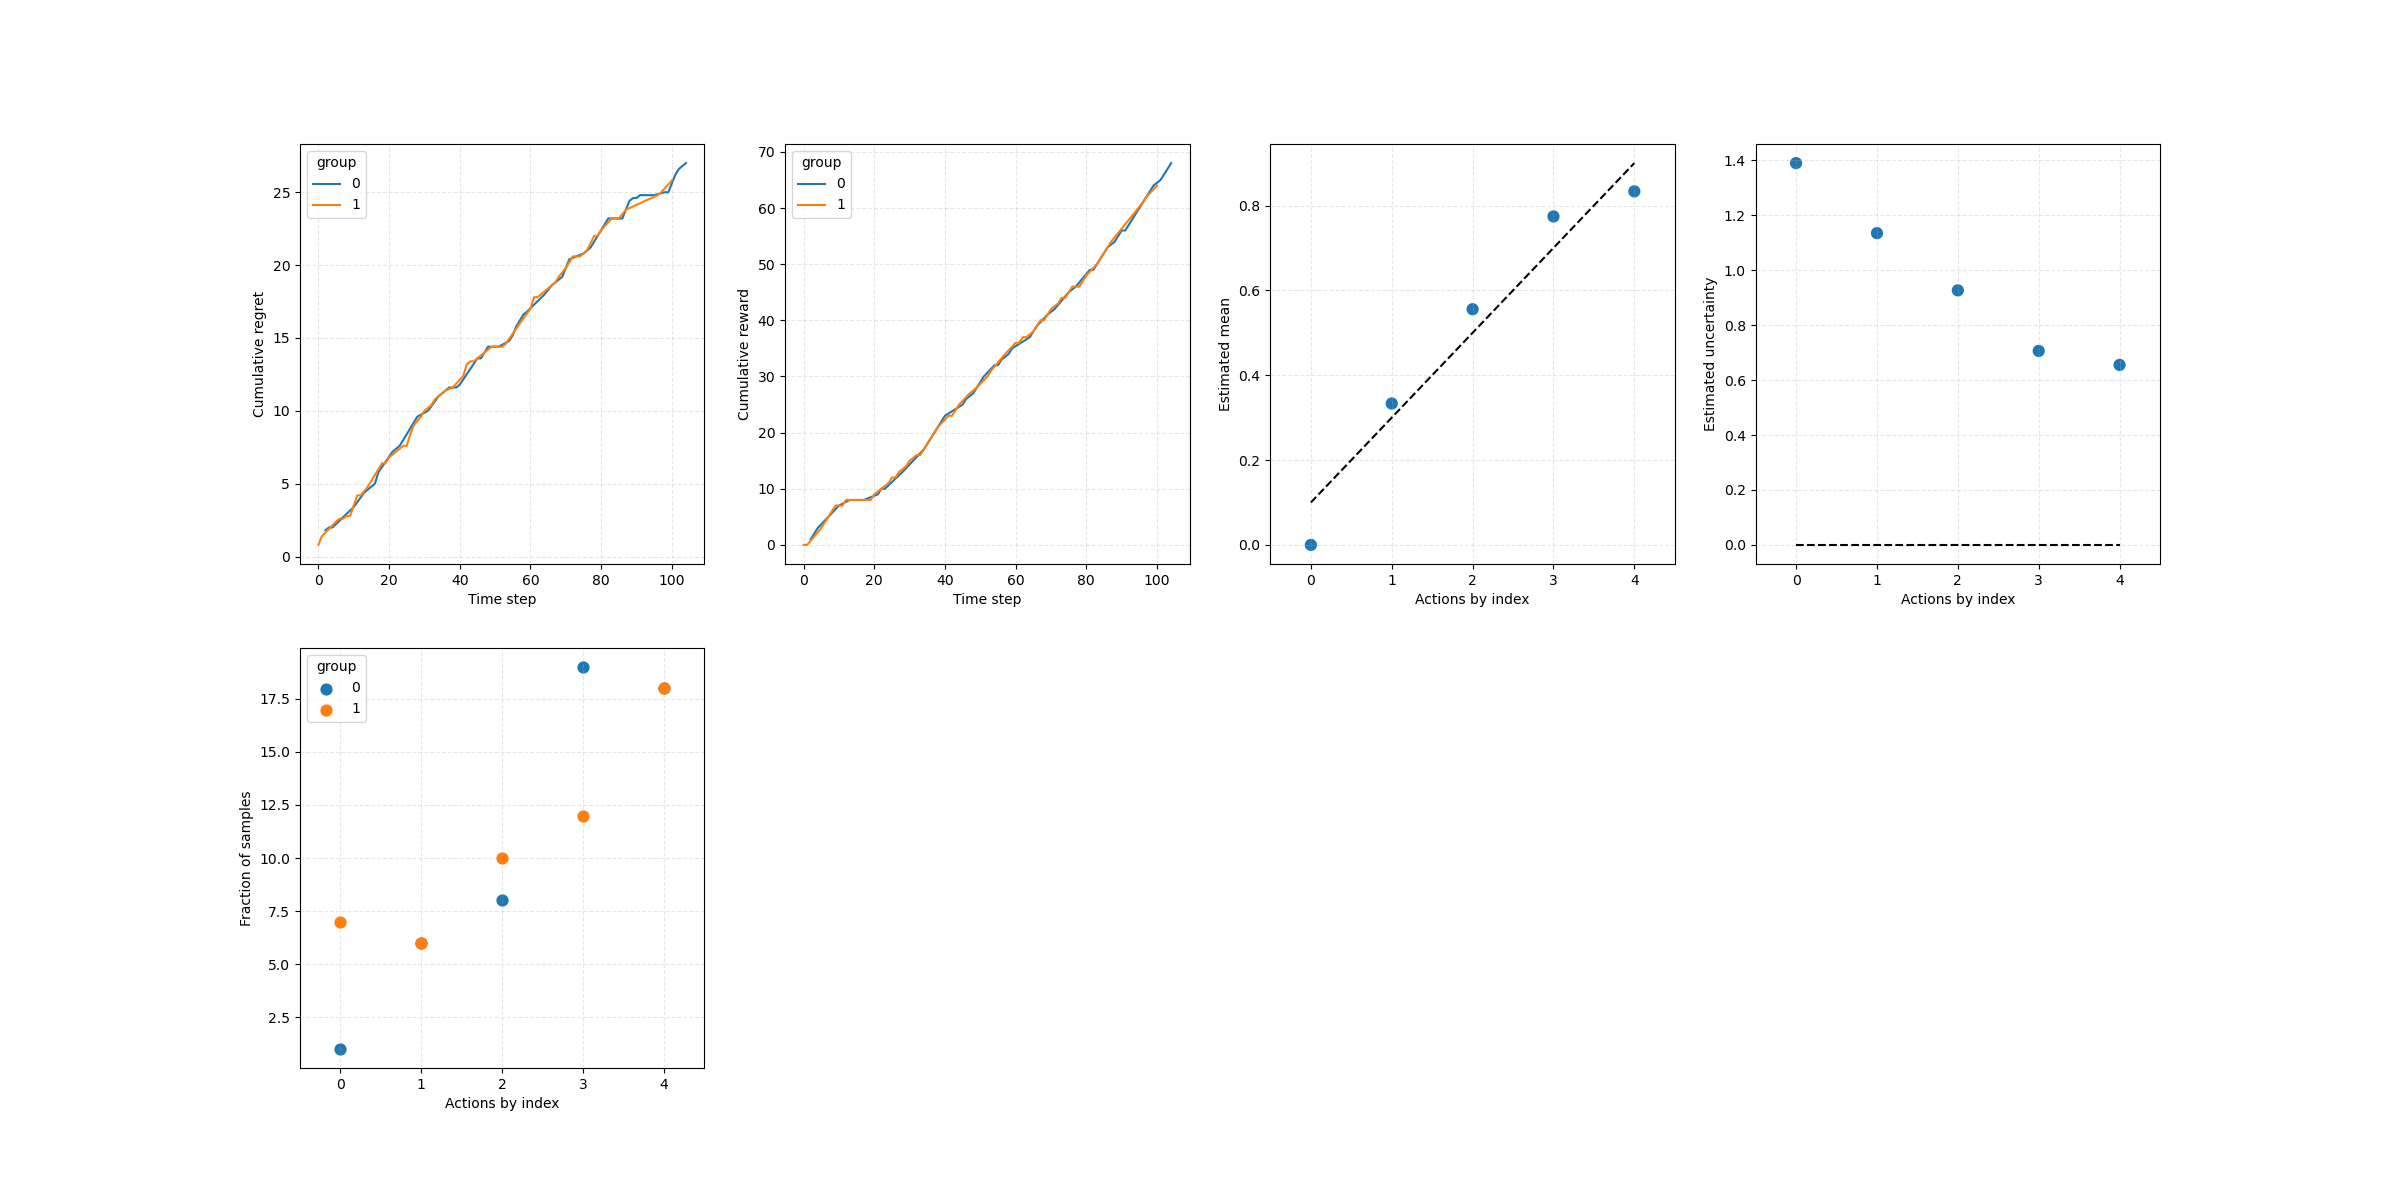 group
0
1
25
20
15
10
5
0
Cumulative regret
0 20 40 60 80 100
Time step
group
0
1
70
60
50
40
30
20
10
0
Cumulative reward
0 20 40 60 80 100
Time step
0.8
0.6
0.4
0.2
0.0
Estimated mean
0 1 2 3 4
Actions by index
1.4
1.2
1.0
0.8
0.6
0.4
0.2
0.0
Estimated uncertainty
0 1 2 3 4
Actions by index
group
0
1
17.5
15.0
12.5
10.0
7.5
5.0
2.5
Fraction of samples
0 1 2 3 4
Actions by index